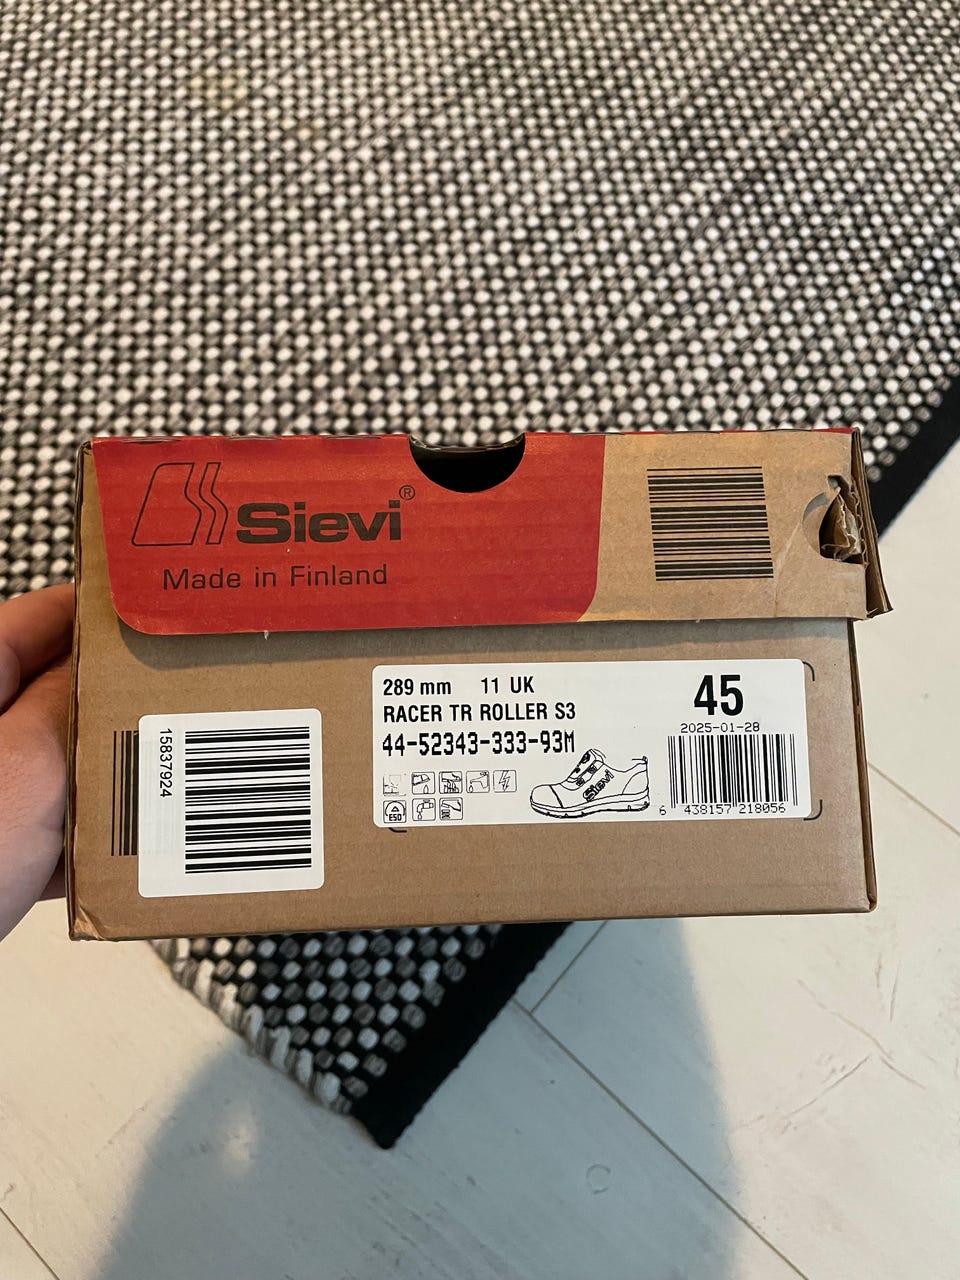 Sievi®
Made in Finland
289 mm 11 UK
RACER TR ROLLER S3
44-52343-333-93M
45
2025-01-28
ESD
Sievi
6 438157 218056
15837924